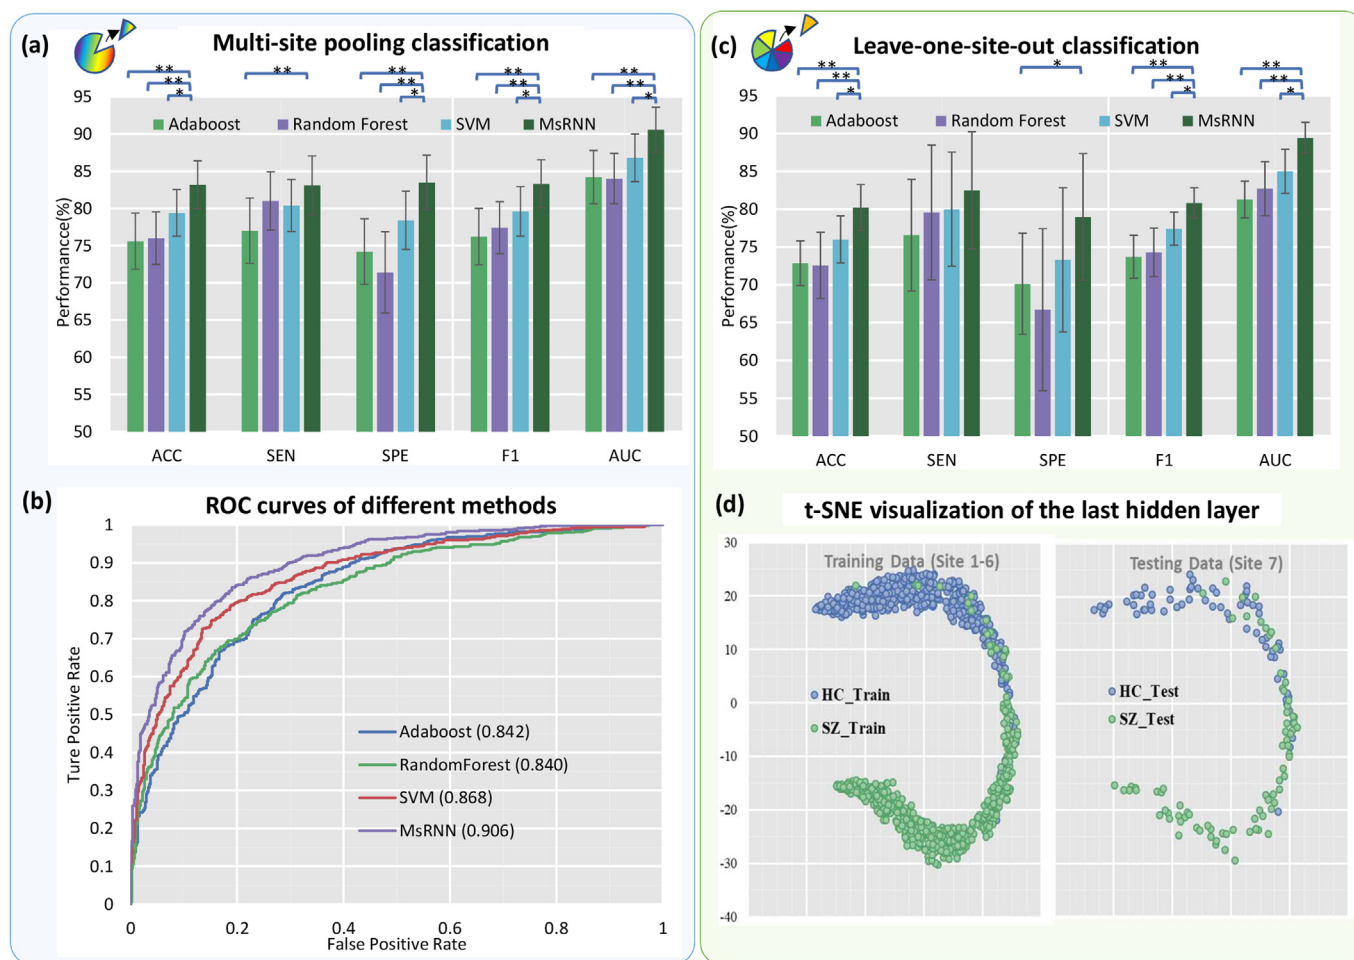 (a)
Multi-site pooling classification
** ** ** ** **
** ** ** **
* * * *
95
90
85
80
75
70
65
60
55
50
Performance(%)
Adaboost Random Forest SVM MsRNN
ACC SEN SPE F1 AUC
(b)
ROC curves of different methods
1
0.9
0.8
0.7
0.6
0.5
0.4
0.3
0.2
0.1
0
Ture Positive Rate
Adaboost (0.842)
RandomForest (0.840)
SVM (0.868)
MsRNN (0.906)
0 0.2 0.4 0.6 0.8 1
False Positive Rate
(c)
Leave-one-site-out classification
** * ** **
** ** **
* * *
95
90
85
80
75
70
65
60
55
50
Performance(%)
Adaboost Random Forest SVM MsRNN
ACC SEN SPE F1 AUC
(d)
t-SNE visualization of the last hidden layer
30
20
10
0
-10
-20
-30
-40
Training Data (Site 1-6)
HC_Train
SZ_Train
Testing Data (Site 7)
HC_Test
SZ_Test